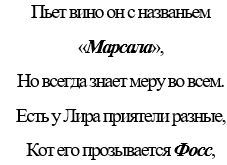 Пьет вино он с названьем
«Марсала»,
Но всегда знает меру во всем.
Есть у Лира приятели разные,
Кот его прозывается Фосс,